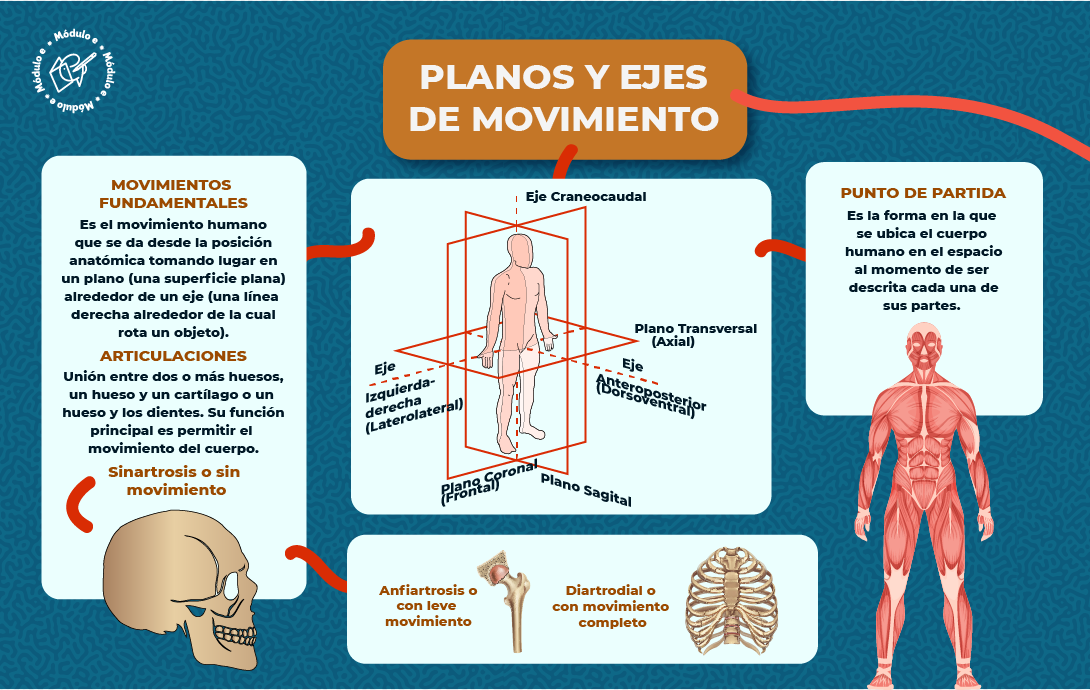 Módulo e • Módulo e • Módulo e • Módulo e •
PLANOS Y EJES
DE MOVIMIENTO
MOVIMIENTOS
FUNDAMENTALES
Es el movimiento humano
que se da desde la posición
anatómica tomando lugar en
un plano (una superficie plana)
alrededor de un eje (una línea
derecha alrededor de la cual
rota un objeto).
ARTICULACIONES
Unión entre dos o más huesos,
un hueso y un cartílago o un
hueso y los dientes. Su función
principal es permitir el
movimiento del cuerpo.
Sinartrosis o sin
movimiento
Eje Craneocaudal
Plano Transversal
(Axial)
Eje
Izquierda-
derecha
(Laterolateral)
Eje
Anteroposterior
(Dorsoventral)
Plano Coronal
(Frontal)
Plano Sagital
PUNTO DE PARTIDA
Es la forma en la que
se ubica el cuerpo
humano en el espacio
al momento de ser
descrita cada una de
sus partes.
Anfiartrosis o
con leve
movimiento
Diartrodial o
con movimiento
completo